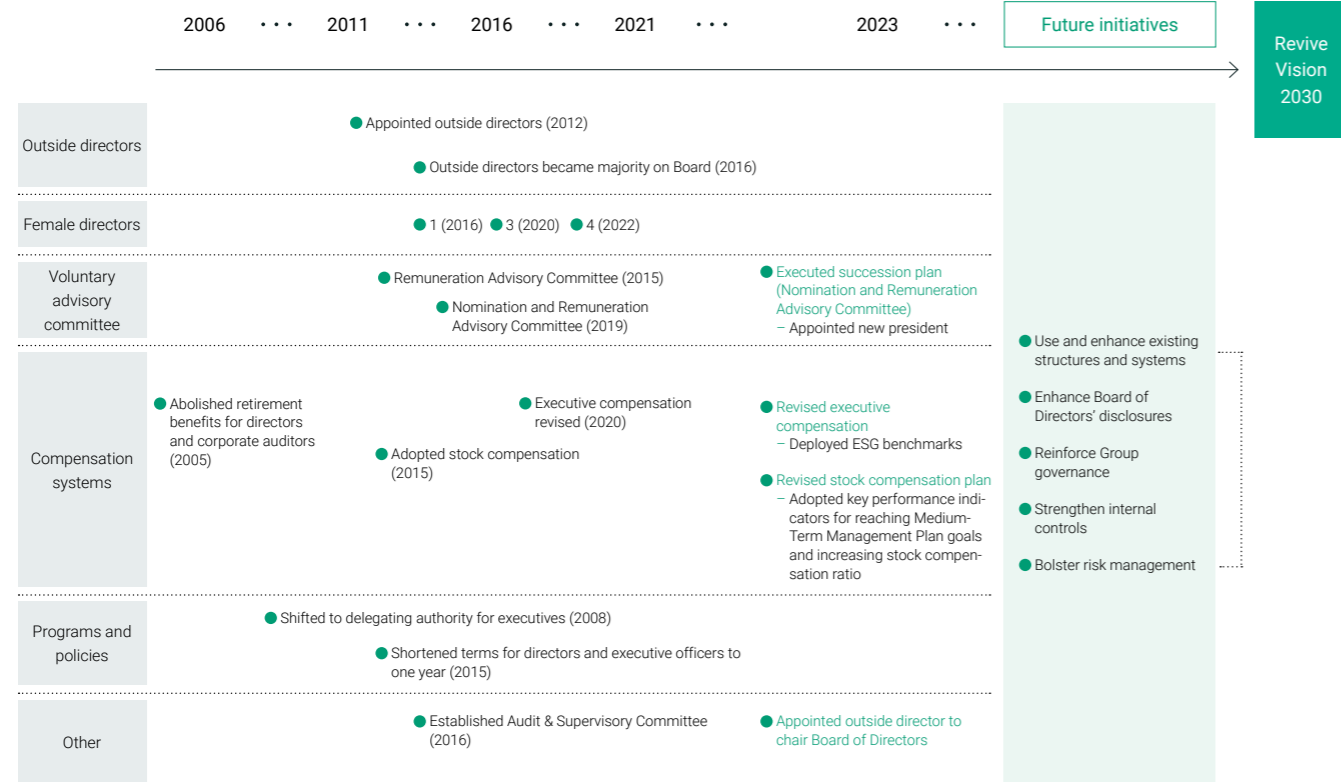 2006 ・・・ 2011 ・・・ 2016 ・・・ 2021 ・・・ 2023 ・・・ Future initiatives
Revive
Vision
2030
Outside directors
Appointed outside directors (2012)
Outside directors became majority on Board (2016)
Female directors
1 (2016) 3 (2020) 4 (2022)
Voluntary
advisory
committee
Remuneration Advisory Committee (2015)
Nomination and Remuneration
Advisory Committee (2019)
Executed succession plan
(Nomination and Remuneration
Advisory Committee)
– Appointed new president
Compensation
systems
Abolished retirement
benefits for directors
and corporate auditors
(2005)
Adopted stock compensation
(2015)
Executive compensation
revised (2020)
Revised executive
compensation
– Deployed ESG benchmarks
Revised stock compensation plan
– Adopted key performance indi-
cators for reaching Medium-
Term Management Plan goals
and increasing stock compen-
sation ratio
Programs and
policies
Shifted to delegating authority for executives (2008)
Shortened terms for directors and executive officers to
one year (2015)
Other
Established Audit & Supervisory Committee
(2016)
Appointed outside director to
chair Board of Directors
Use and enhance existing
structures and systems
Enhance Board of
Directors’ disclosures
Reinforce Group
governance
Strengthen internal
controls
Bolster risk management